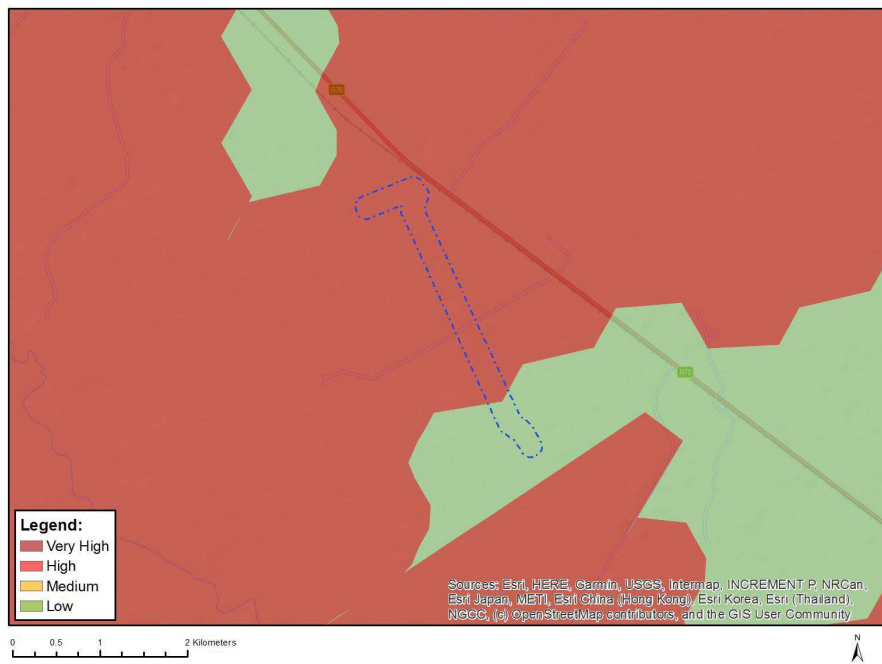 R78
R78
Legend:
Very High
High
Medium
Low
Sources: Esri, HERE, Garmin, USGS, Intermap, INCREMENT P, NRCan,
Esri Japan, METI, Esri China (Hong Kong), Esri Korea, Esri (Thailand),
NGCC, (c) OpenStreetMap contributors, and the GIS User Community
0 0.5 1 2 Kilometers
N